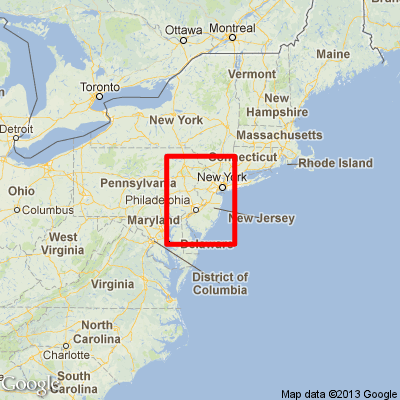 Ottawa
Montreal
Maine
Toronto
Vermont
New
Hampshire
New York
Massachusetts
Detroit
Connecticut
Rhode Island
Pennsylvania
New York
Ohio
Columbus
Philadelphia
Maryland
New Jersey
West
Virginia
Delaware
District of
Columbia
Virginia
North
Carolina
Charlotte
South
Carolina
Google
Map data ©2013 Google